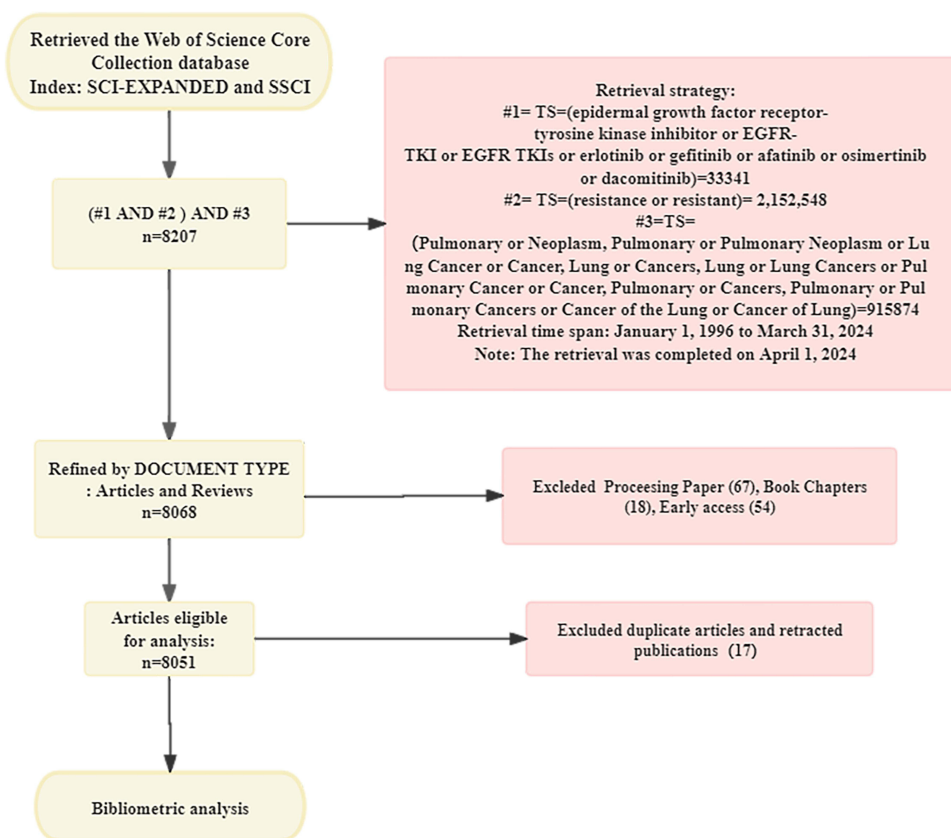 Retrieved the Web of Science Core
Collection database
Index: SCI-EXPANDED and SSCI
Retrieval strategy:
#1= TS=(epidermal growth factor receptor-
tyrosine kinase inhibitor or EGFR-
TKI or EGFR TKIs or erlotinib or gefitinib or afatinib or osimertinib
or dacomitinib)=33341
#2= TS=(resistance or resistant)= 2,152,548
#3=TS=
(Pulmonary or Neoplasm, Pulmonary or Pulmonary Neoplasm or Lu
ng Cancer or Cancer, Lung or Cancers, Lung or Lung Cancers or Pul
monary Cancer or Cancer, Pulmonary or Cancers, Pulmonary or Pul
monary Cancers or Cancer of the Lung or Cancer of Lung)=915874
Retrieval time span: January 1, 1996 to March 31, 2024
Note: The retrieval was completed on April 1, 2024
(#1 AND #2 ) AND #3
n=8207
Refined by DOCUMENT TYPE
: Articles and Reviews
n=8068
Excleded Proceesing Paper (67), Book Chapters
(18), Early access (54)
Articles eligible
for analysis:
n=8051
Excluded duplicate articles and retracted
publications (17)
Bibliometric analysis